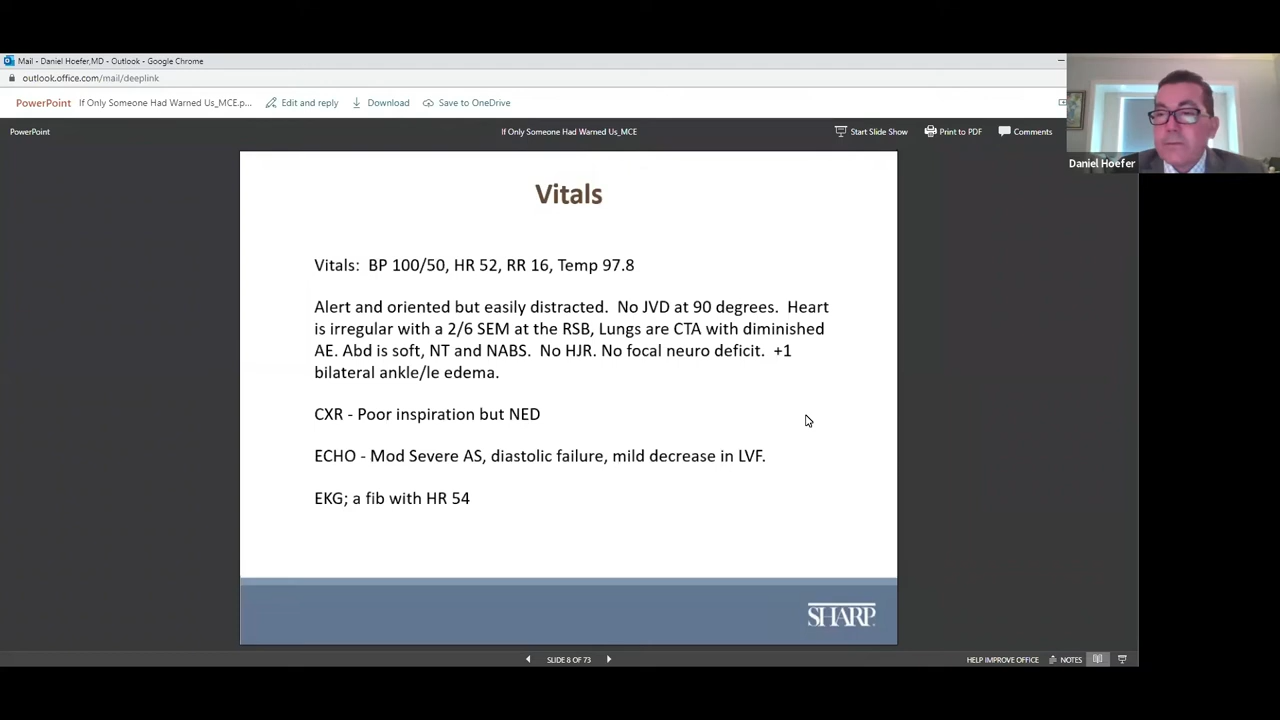 Mail - Daniel Hoefer,MD - Outlook - Google Chrome
outlook.office.com/mail/deeplink
PowerPoint If Only Someone Had Warned Us_MCE.p... Edit and reply Download Save to OneDrive
PowerPoint If Only Someone Had Warned Us_MCE Start Slide Show Print to PDF Comments
Daniel Hoefer
Vitals
Vitals: BP 100/50, HR 52, RR 16, Temp 97.8
Alert and oriented but easily distracted. No JVD at 90 degrees. Heart
is irregular with a 2/6 SEM at the RSB, Lungs are CTA with diminished
AE. Abd is soft, NT and NABS. No HJR. No focal neuro deficit. +1
bilateral ankle/le edema.
CXR - Poor inspiration but NED
ECHO - Mod Severe AS, diastolic failure, mild decrease in LVF.
EKG; a fib with HR 54
SHARP
SLIDE 8 OF 73 HELP IMPROVE OFFICE NOTES